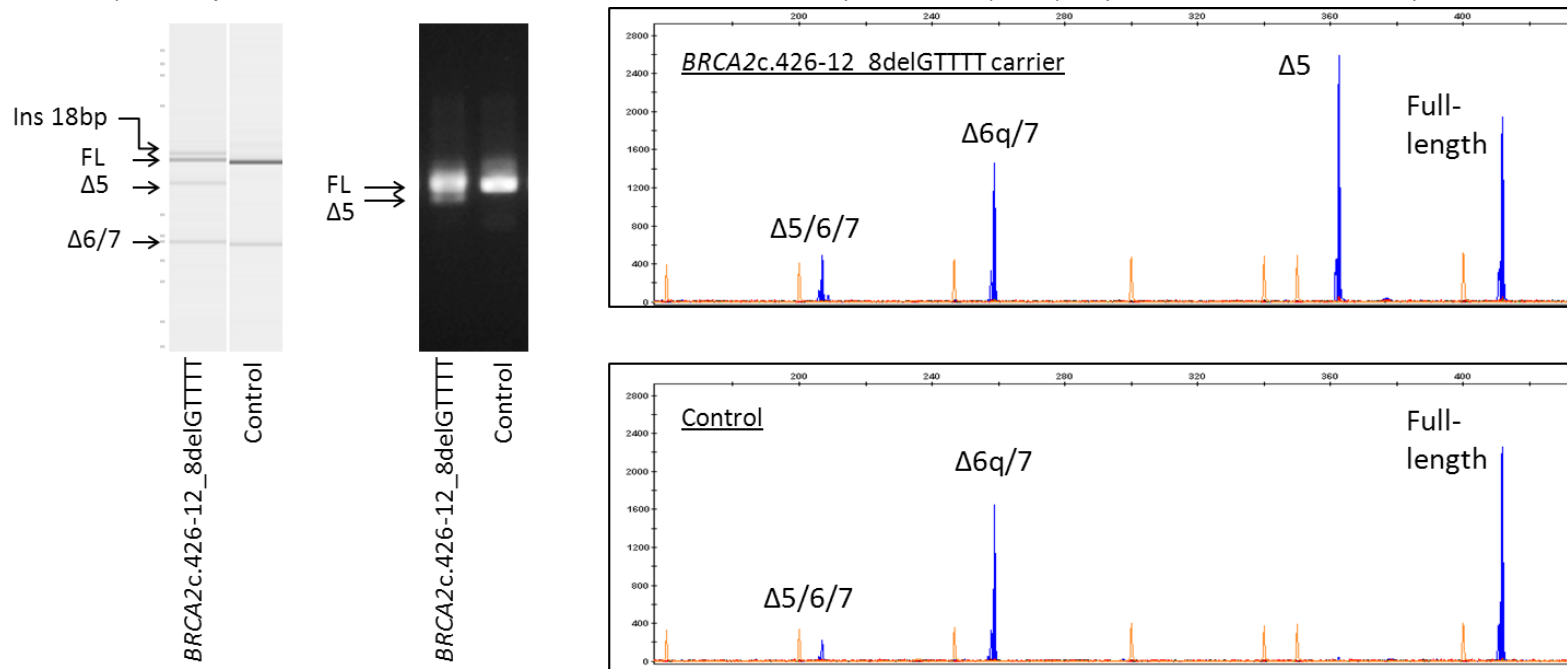 Ins 18bp
FL
Δ5
Δ6/7
BRCA2c.426-12_8delGTTTT
Control
FL
Δ5
BRCA2c.426-12_8delGTTTT
Control
200 240 280 320 360 400
2800
2400
2000
1600
1200
800
400
0
BRCA2c.426-12_8delGTTTT carrier
Δ5
Full-
length
Δ6q/7
Δ5/6/7
200 240 280 320 360 400
2800
2400
2000
1600
1200
800
400
0
Control
Full-
length
Δ6q/7
Δ5/6/7